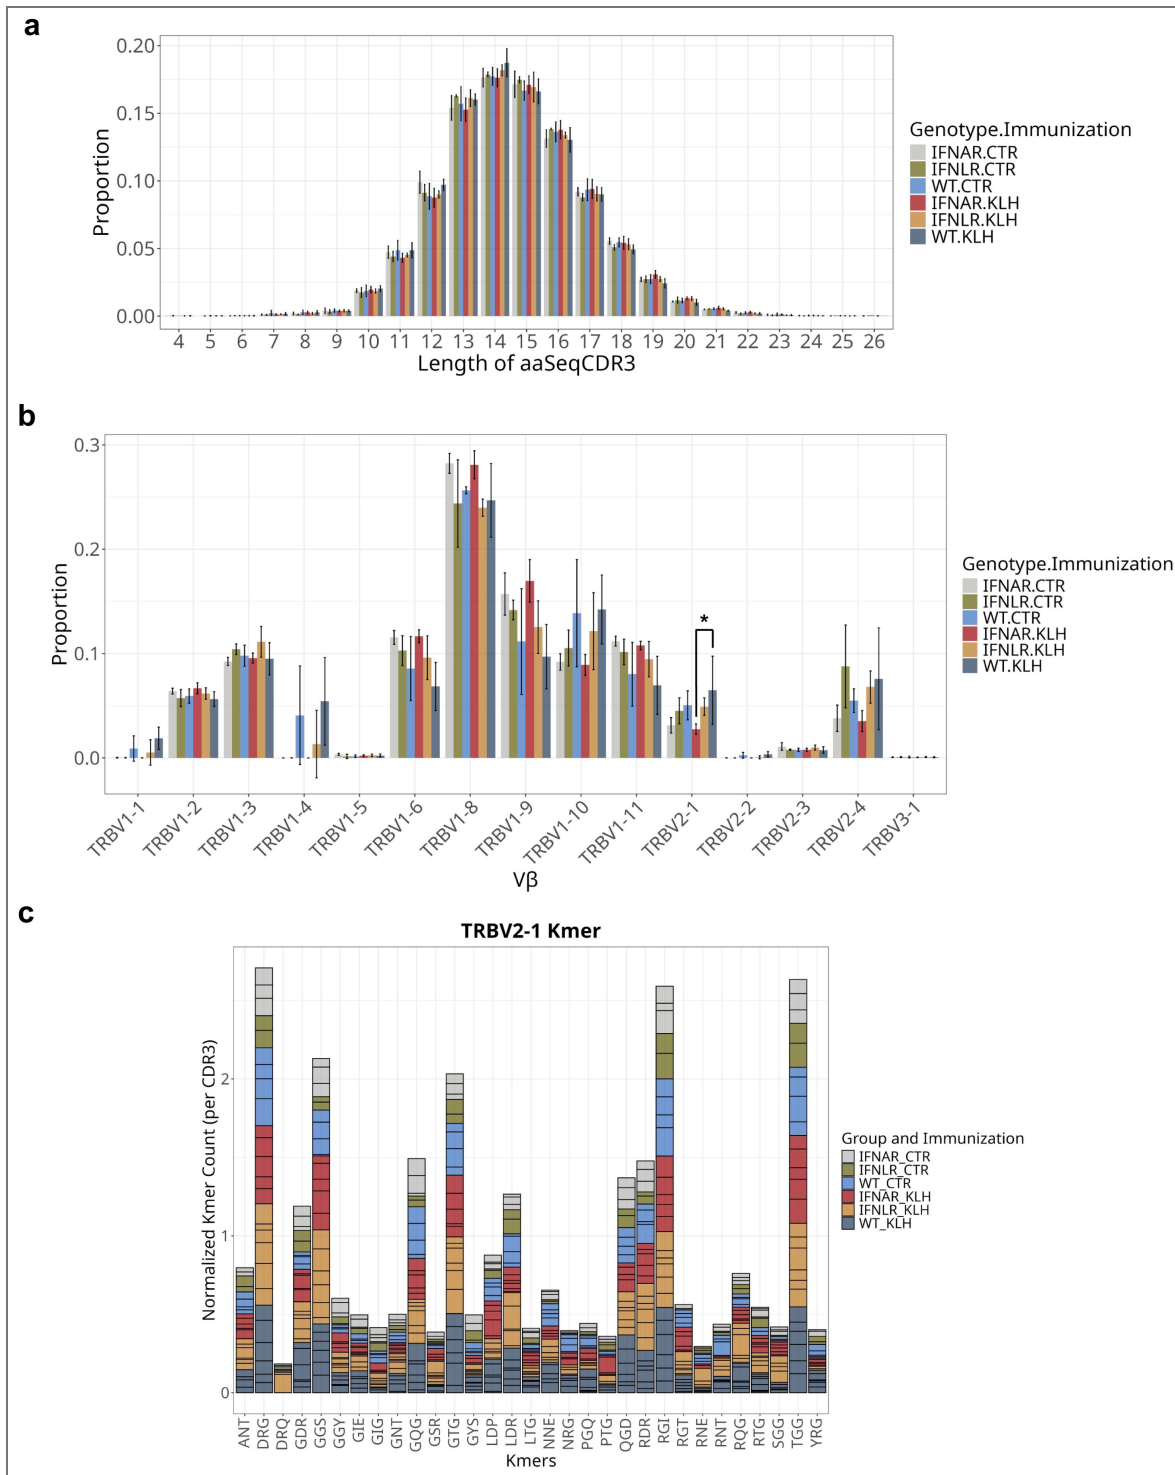 a
0.20
0.15
0.10
0.05
0.00
Proportion
4 5 6 7 8 9 10 11 12 13 14 15 16 17 18 19 20 21 22 23 24 25 26
Length of aaSeqCDR3
Genotype.Immunization
IFNAR.CTR
IFNLR.CTR
WT.CTR
IFNAR.KLH
IFNLR.KLH
WT.KLH
b
0.3
0.2
0.1
0.0
Proportion
*
TRBV1-1 TRBV1-2 TRBV1-3 TRBV1-4 TRBV1-5 TRBV1-6 TRBV1-8 TRBV1-9 TRBV1-10 TRBV1-11 TRBV2-1 TRBV2-2 TRBV2-3 TRBV2-4 TRBV3-1
Vβ
Genotype.Immunization
IFNAR.CTR
IFNLR.CTR
WT.CTR
IFNAR.KLH
IFNLR.KLH
WT.KLH
c
TRBV2-1 Kmer
2
1
0
Normalized Kmer Count (per CDR3)
ANT DRG DRQ GDR GGS GGY GIE GIG GNT GQG GSR GTG GYS LDP LDR LTG NNE NRG PGQ PTG QGD RDR RGI RGT RNE RNT RQG RTG SGG TGG YRG
Kmers
Group and Immunization
IFNAR_CTR
IFNLR_CTR
WT_CTR
IFNAR_KLH
IFNLR_KLH
WT_KLH